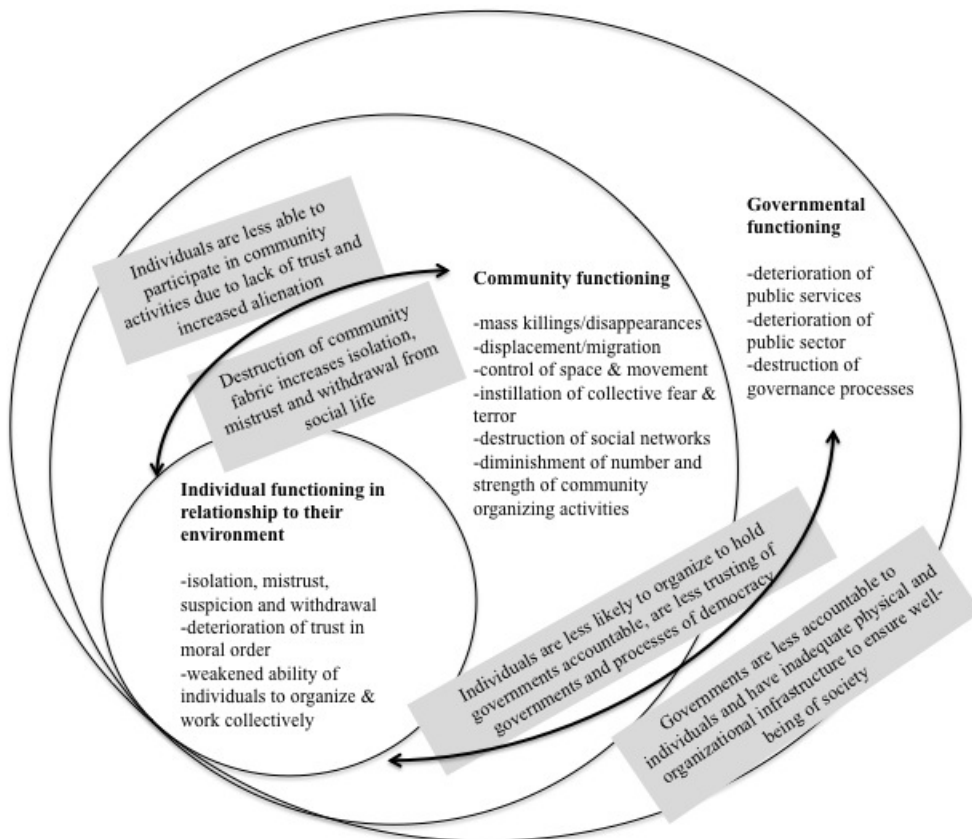 Individuals are less able to
participate in community
activities due to lack of trust and
increased alienation
Destruction of community
fabric increases isolation,
mistrust and withdrawal from
social life
Individual functioning in
relationship to their
environment
-isolation, mistrust,
suspicion and withdrawal
-deterioration of trust in
moral order
-weakened ability of
individuals to organize &
work collectively
Community functioning
-mass killings/disappearances
-displacement/migration
-control of space & movement
-instillation of collective fear &
terror
-destruction of social networks
-diminishment of number and
strength of community
organizing activities
Governmental
functioning
-deterioration of
public services
-deterioration of
public sector
-destruction of
governance processes
Individuals are less likely to organize to hold
governments accountable, are less trusting of
governments and processes of democracy
Governments are less accountable to
individuals and have inadequate physical and
organizational infrastructure to ensure well-
being of society